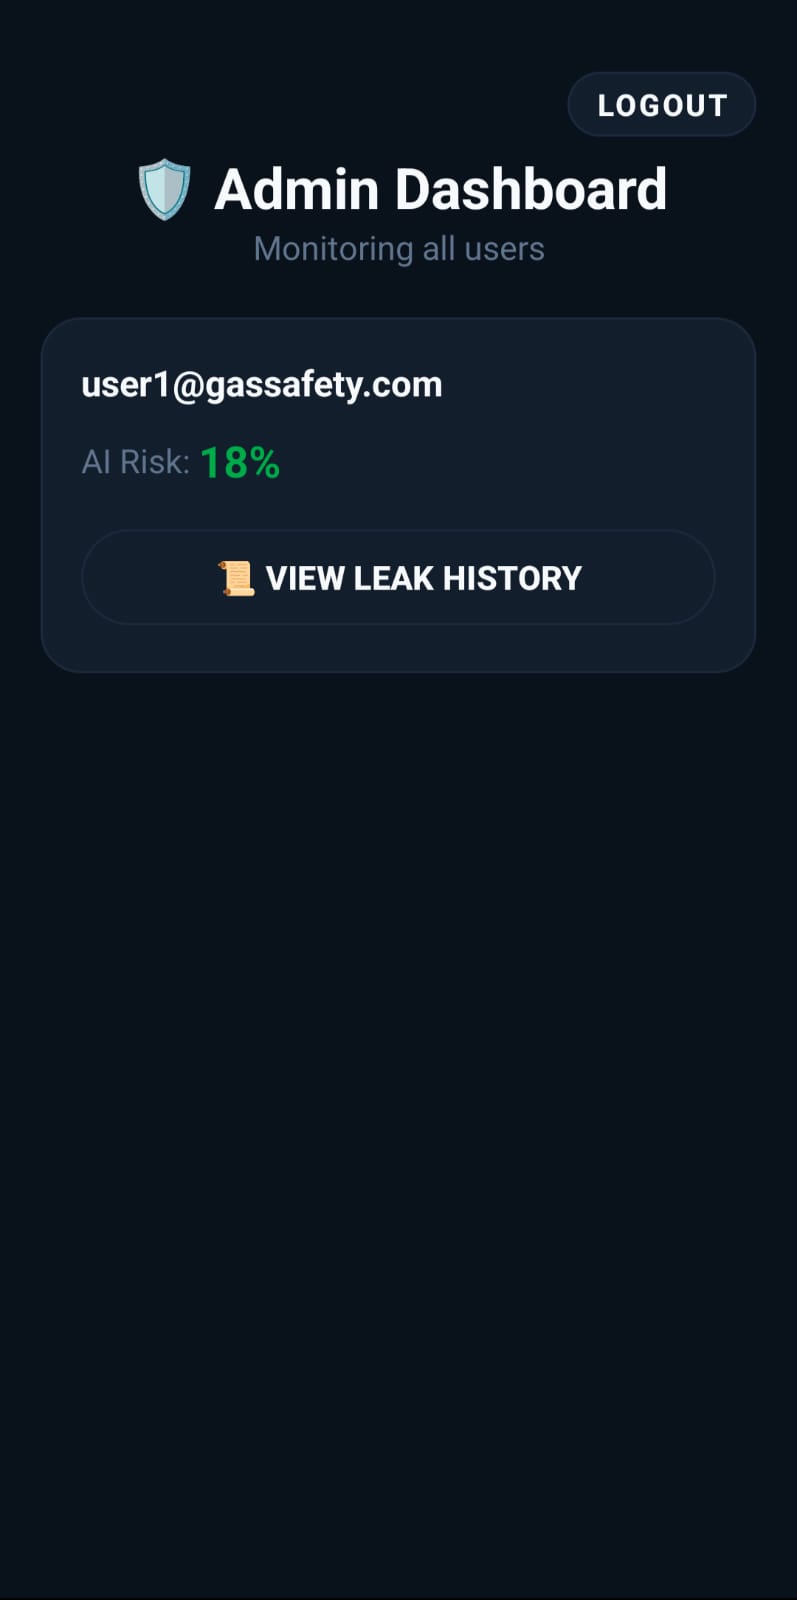 LOGOUT
🛡️ Admin Dashboard
Monitoring all users
user1@gassafety.com
AI Risk: 18%
📜 VIEW LEAK HISTORY